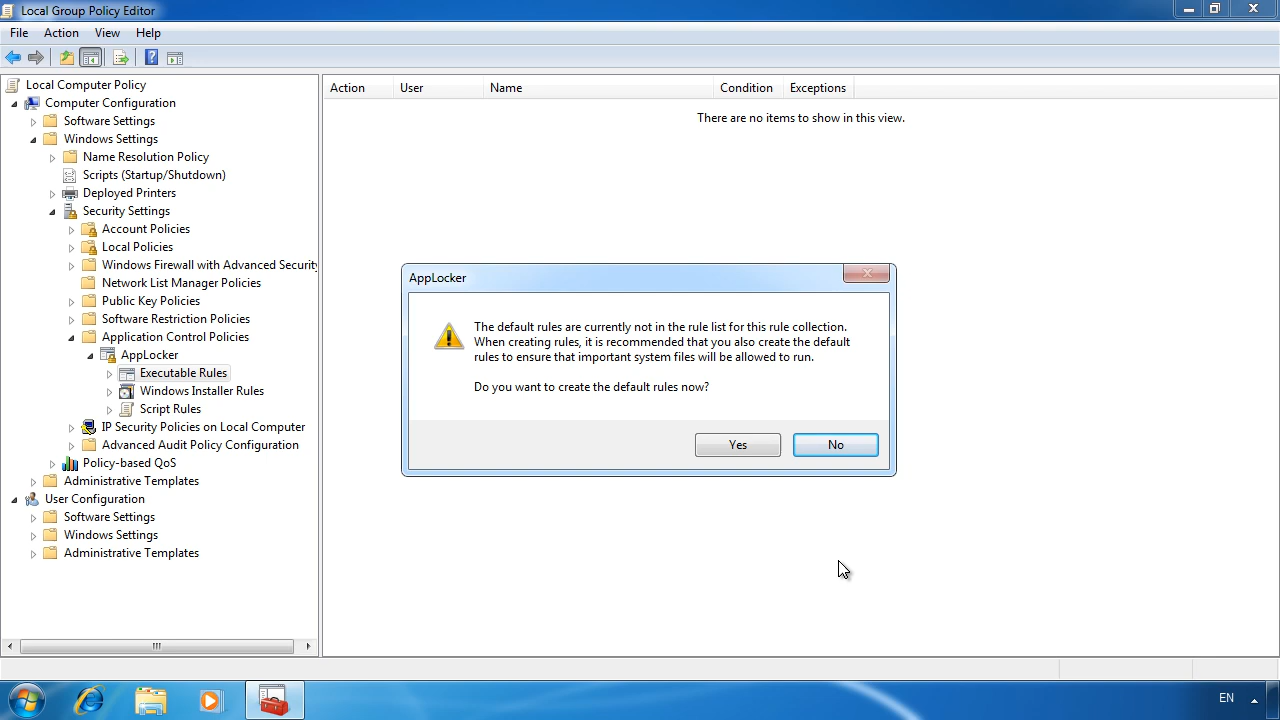 Local Group Policy Editor
File Action View Help
Local Computer Policy
Computer Configuration
Software Settings
Windows Settings
Name Resolution Policy
Scripts (Startup/Shutdown)
Deployed Printers
Security Settings
Account Policies
Local Policies
Windows Firewall with Advanced Security
Network List Manager Policies
Public Key Policies
Software Restriction Policies
Application Control Policies
AppLocker
Executable Rules
Windows Installer Rules
Script Rules
IP Security Policies on Local Computer
Advanced Audit Policy Configuration
Policy-based QoS
Administrative Templates
User Configuration
Software Settings
Windows Settings
Administrative Templates
Action User Name Condition Exceptions
There are no items to show in this view.
AppLocker
The default rules are currently not in the rule list for this rule collection.
When creating rules, it is recommended that you also create the default
rules to ensure that important system files will be allowed to run.
Do you want to create the default rules now?
Yes No
EN